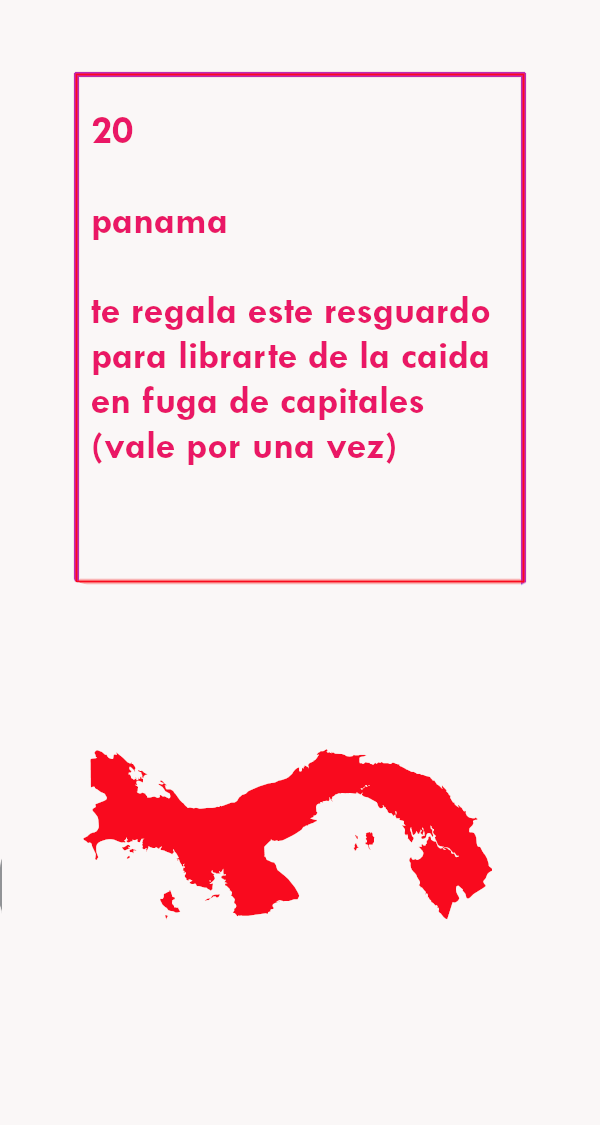 20
panama
te regala este resguardo
para librarte de la caida
en fuga de capitales
(vale por una vez)